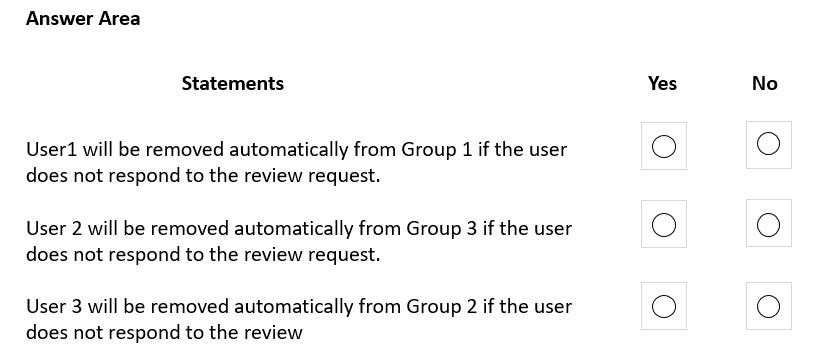 Answer Area
Statements Yes No
User1 will be removed automatically from Group 1 if the user
does not respond to the review request.
User 2 will be removed automatically from Group 3 if the user
does not respond to the review request.
User 3 will be removed automatically from Group 2 if the user
does not respond to the review